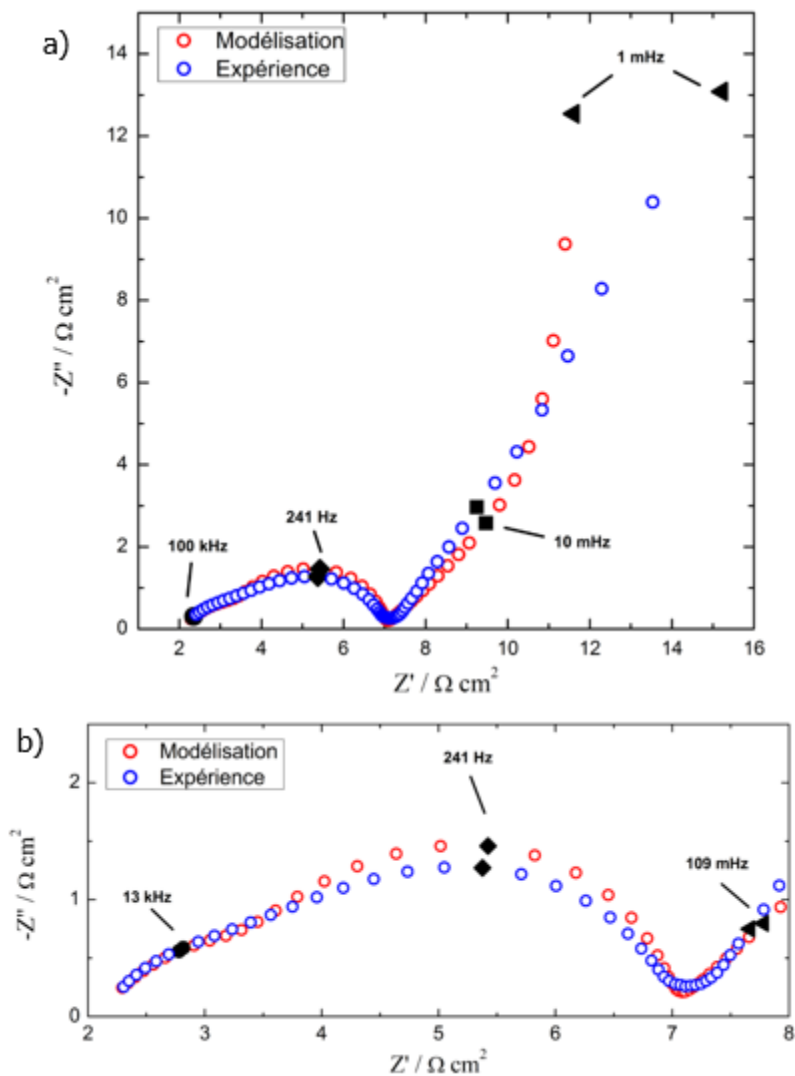 a)
Modélisation
Expérience
1 mHz
241 Hz
100 kHz
10 mHz
14
12
10
8
6
4
2
0
-Z'' / Ω cm²
2
4
6
8
10
12
14
16
Z' / Ω cm²
b)
Modélisation
Expérience
241 Hz
13 kHz
109 mHz
2
1
0
-Z'' / Ω cm²
2
3
4
5
6
7
8
Z' / Ω cm²